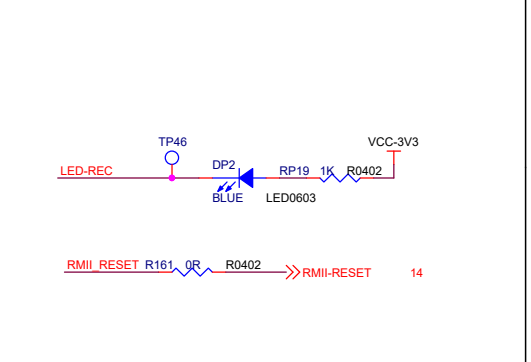 TP46
VCC-3V3
LED-REC
DP2
RP19 1K R0402
BLUE LED0603
RMII_RESET R161 0R R0402
RMII-RESET 14